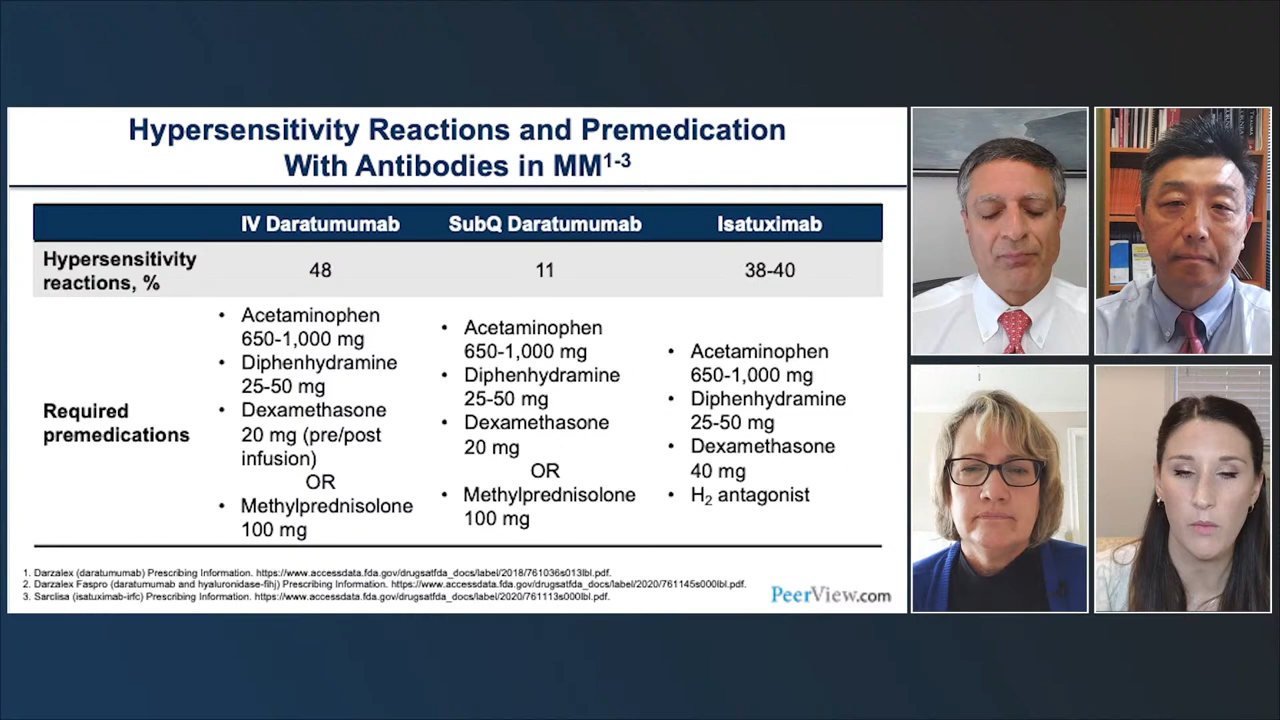 Hypersensitivity Reactions and Premedication
With Antibodies in MM1-3
IV Daratumumab SubQ Daratumumab Isatuximab
Hypersensitivity reactions, % 48 11 38-40
Required premedications
• Acetaminophen
650-1,000 mg
• Diphenhydramine
25-50 mg
• Dexamethasone
20 mg (pre/post
infusion)
OR
• Methylprednisolone
100 mg
• Acetaminophen
650-1,000 mg
• Diphenhydramine
25-50 mg
• Dexamethasone
20 mg
OR
• Methylprednisolone
100 mg
• Acetaminophen
650-1,000 mg
• Diphenhydramine
25-50 mg
• Dexamethasone
40 mg
• H2 antagonist
1. Darzalex (daratumumab) Prescribing Information. https://www.accessdata.fda.gov/drugsatfda_docs/label/2018/761036s013lbl.pdf.
2. Darzalex Faspro (daratumumab and hyaluronidase-fihj) Prescribing Information. https://www.accessdata.fda.gov/drugsatfda_docs/label/2020/761145s000lbl.pdf.
3. Sarclisa (isatuximab-irfc) Prescribing Information. https://www.accessdata.fda.gov/drugsatfda_docs/label/2020/761113s000lbl.pdf.
PeerView.com